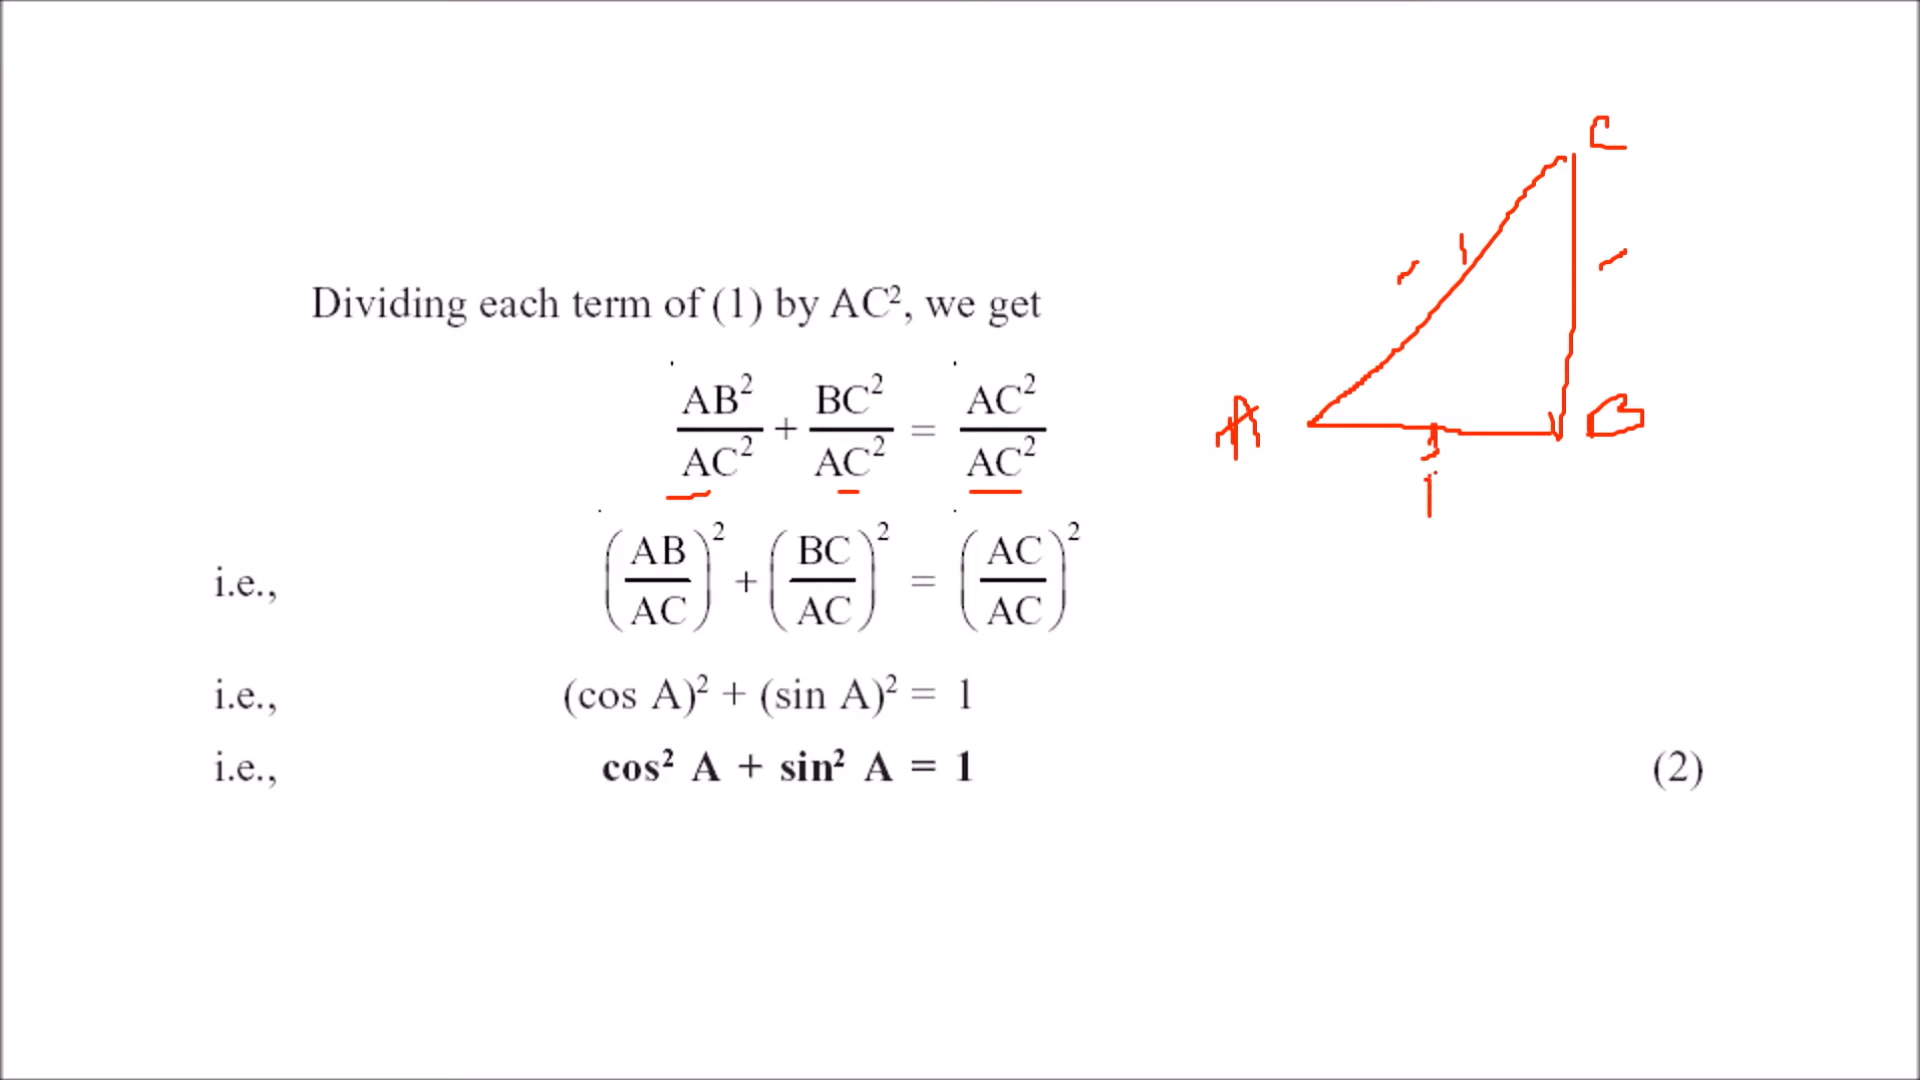 Dividing each term of (1) by AC², we get
AB²/AC² + BC²/AC² = AC²/AC²
i.e., (AB/AC)² + (BC/AC)² = (AC/AC)²
i.e., (cos A)² + (sin A)² = 1
i.e., cos² A + sin² A = 1 (2)
C
A B